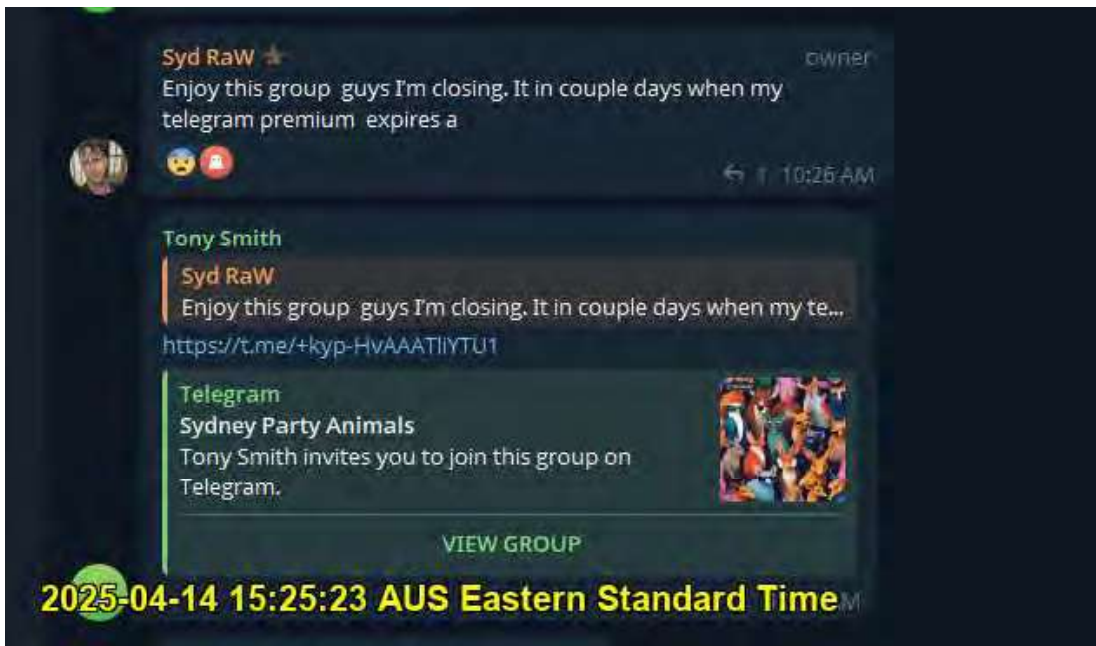 Syd RaW
owner
Enjoy this group guys I'm closing. It in couple days when my
telegram premium expires a
1 10:26 AM
Tony Smith
Syd RaW
Enjoy this group guys I'm closing. It in couple days when my te...
https://t.me/+kyp-HvAAATliYTU1
Telegram
Sydney Party Animals
Tony Smith invites you to join this group on
Telegram.
VIEW GROUP
2025-04-14 15:25:23 AUS Eastern Standard Time